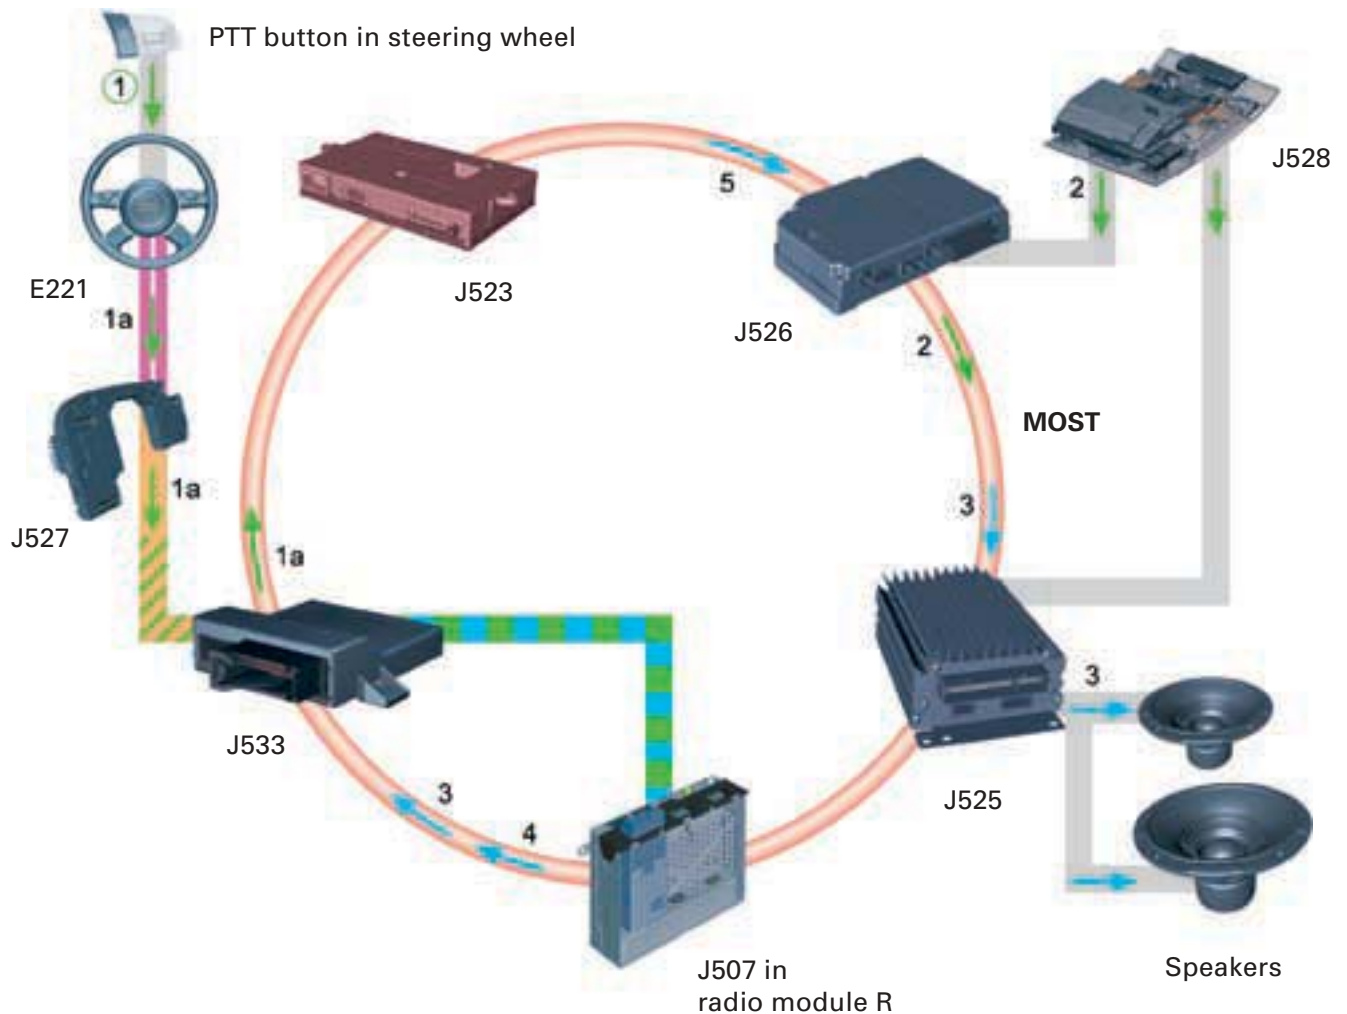 PTT button in steering wheel
1
J528
2
5
J523
E221
J526
1a
2
MOST
1a
3
J527
1a
3
J533
J525
3
4
J507 in
radio module R
Speakers